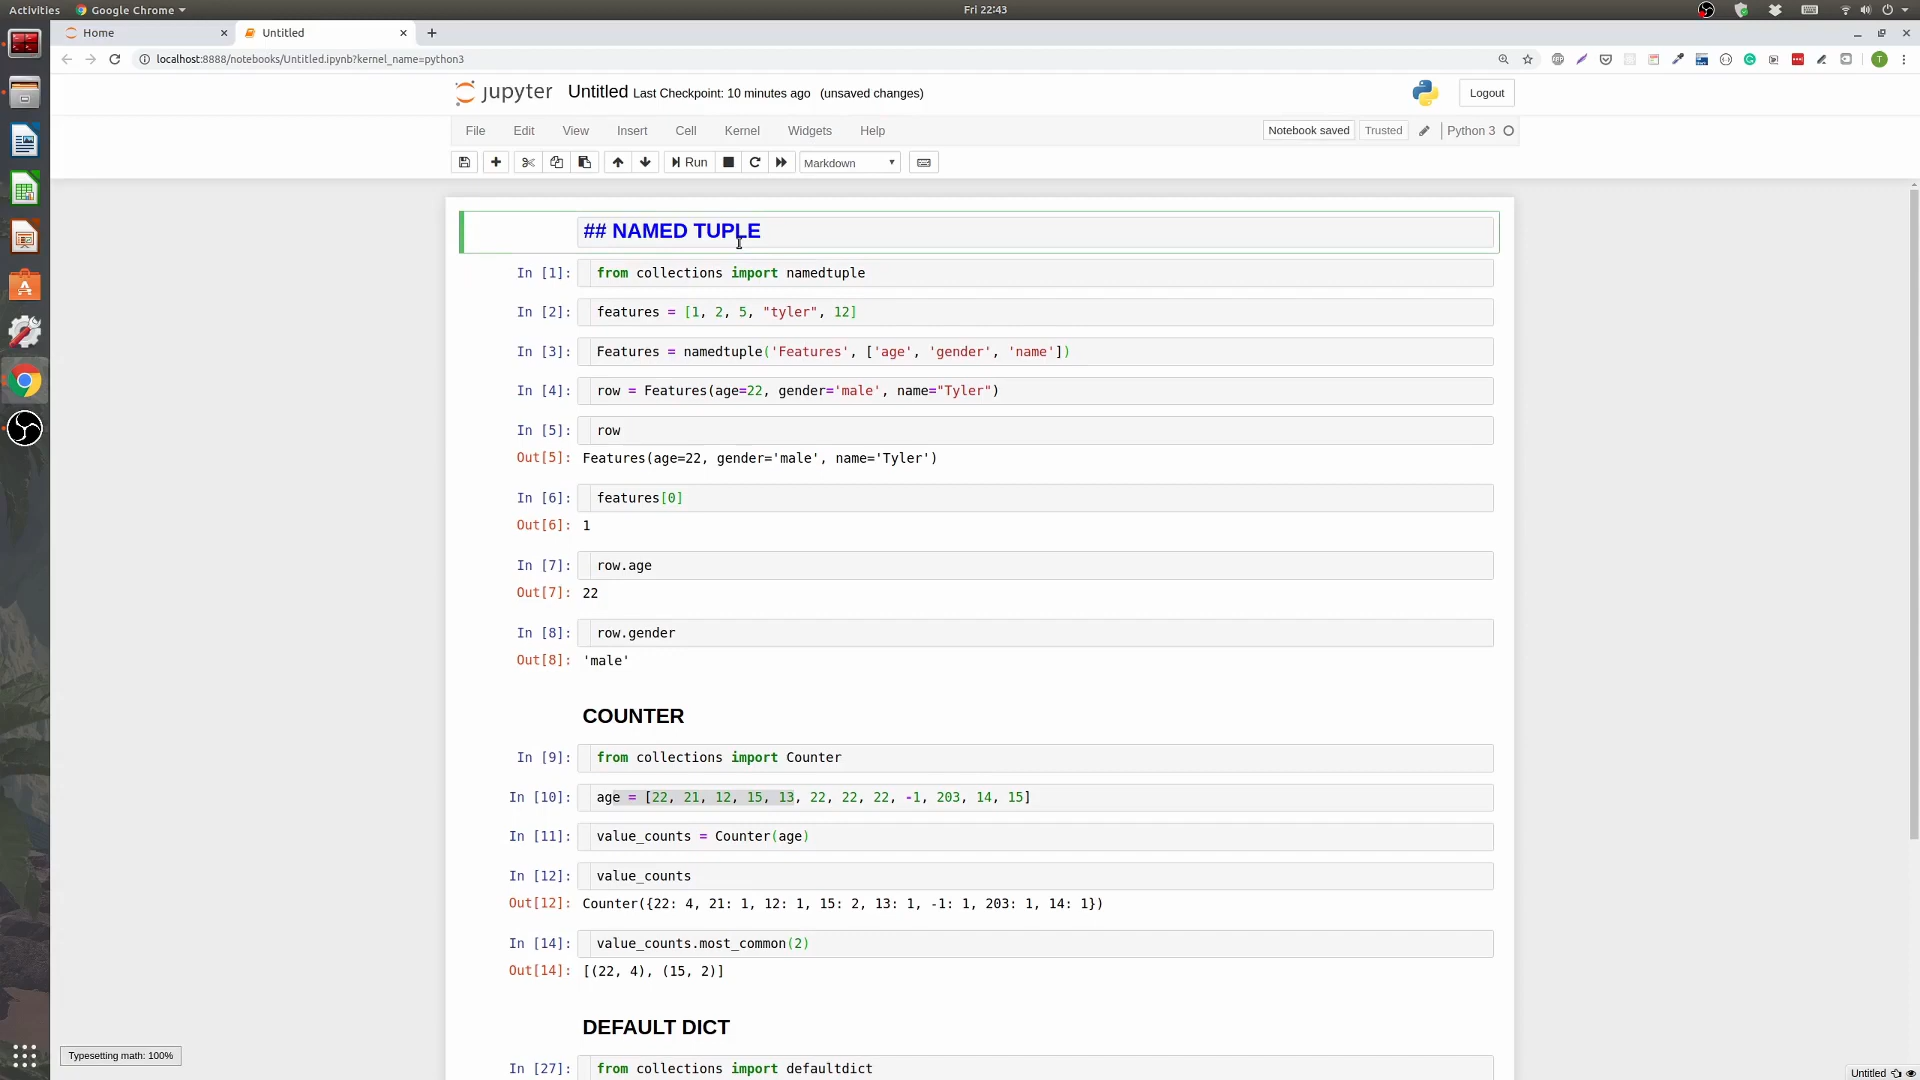 Activities
Google Chrome
Fri 22:43
Home
Untitled
localhost:8888/notebooks/Untitled.ipynb?kernel_name=python3
jupyter
Untitled Last Checkpoint: 10 minutes ago (unsaved changes)
Logout
File Edit View Insert Cell Kernel Widgets Help
Notebook saved
Trusted
Python 3
Run
Markdown
## NAMED TUPLE
In [1]: from collections import namedtuple
In [2]: features = [1, 2, 5, "tyler", 12]
In [3]: Features = namedtuple('Features', ['age', 'gender', 'name'])
In [4]: row = Features(age=22, gender='male', name="Tyler")
In [5]: row
Out[5]: Features(age=22, gender='male', name='Tyler')
In [6]: features[0]
Out[6]: 1
In [7]: row.age
Out[7]: 22
In [8]: row.gender
Out[8]: 'male'
COUNTER
In [9]: from collections import Counter
In [10]: age = [22, 21, 12, 15, 13, 22, 22, 22, -1, 203, 14, 15]
In [11]: value_counts = Counter(age)
In [12]: value_counts
Out[12]: Counter({22: 4, 21: 1, 12: 1, 15: 2, 13: 1, -1: 1, 203: 1, 14: 1})
In [14]: value_counts.most_common(2)
Out[14]: [(22, 4), (15, 2)]
DEFAULT DICT
In [27]: from collections import defaultdict
Typesetting math: 100%
Untitled